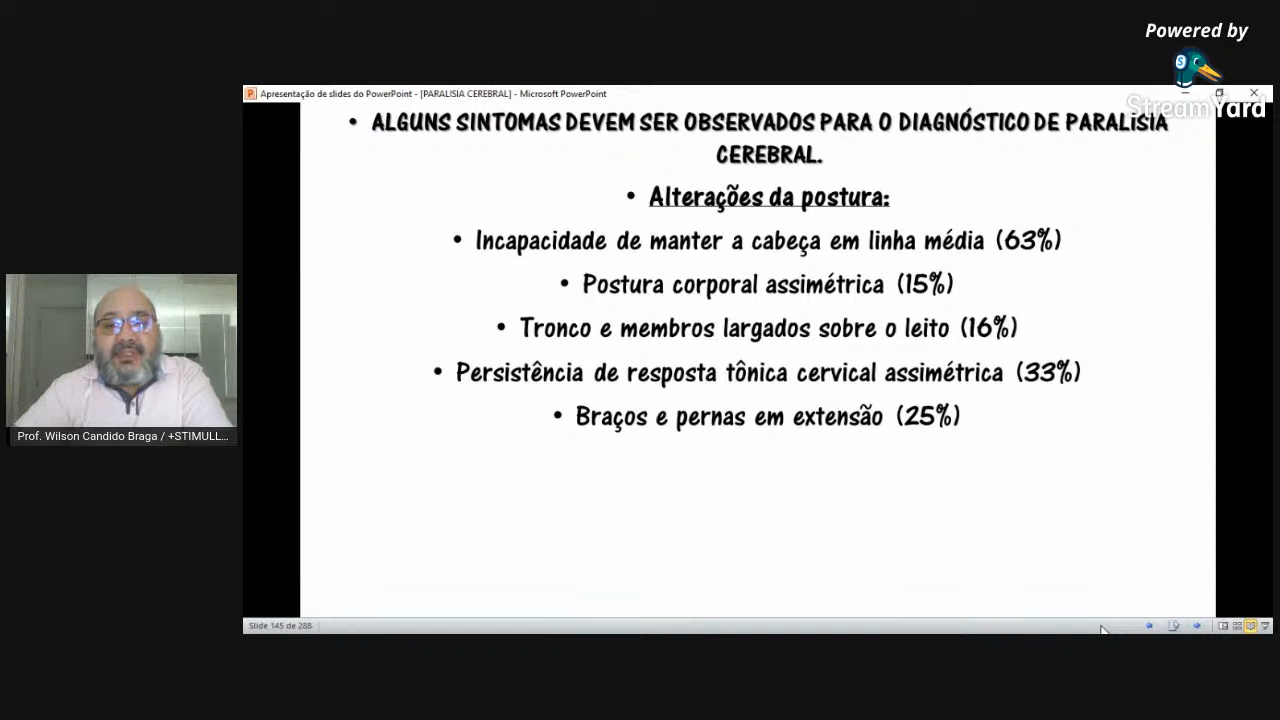 Powered by
StreamYard
Apresentação de slides do PowerPoint - [PARALISIA CEREBRAL] - Microsoft PowerPoint
• ALGUNS SINTOMAS DEVEM SER OBSERVADOS PARA O DIAGNÓSTICO DE PARALISIA
CEREBRAL.
• Alterações da postura:
• Incapacidade de manter a cabeça em linha média (63%)
• Postura corporal assimétrica (15%)
• Tronco e membros largados sobre o leito (16%)
• Persistência de resposta tônica cervical assimétrica (33%)
• Braços e pernas em extensão (25%)
Prof. Wilson Candido Braga / +STIMULL...
Slide 145 de 288